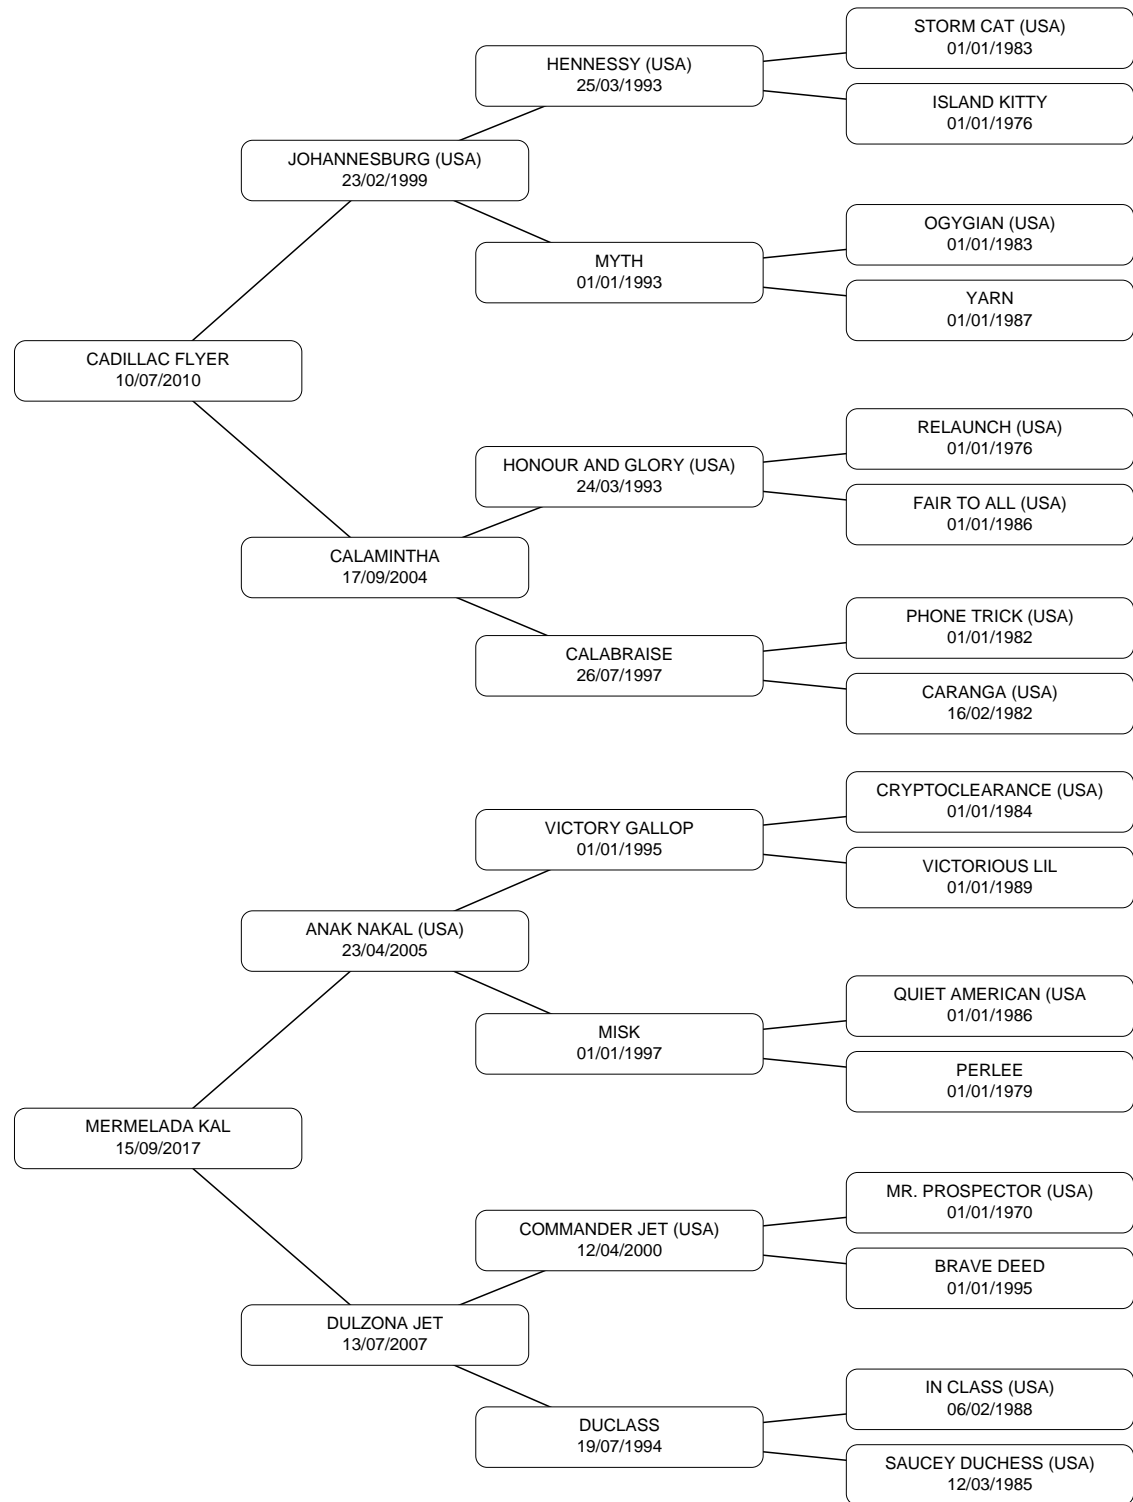 STORM CAT (USA)
01/01/1983
HENNESSY (USA)
25/03/1993
ISLAND KITTY
01/01/1976
JOHANNESBURG (USA)
23/02/1999
OGYGIAN (USA)
01/01/1983
MYTH
01/01/1993
YARN
01/01/1987
CADILLAC FLYER
10/07/2010
RELAUNCH (USA)
01/01/1976
HONOUR AND GLORY (USA)
24/03/1993
FAIR TO ALL (USA)
01/01/1986
CALAMINTHA
17/09/2004
PHONE TRICK (USA)
01/01/1982
CALABRAISE
26/07/1997
CARANGA (USA)
16/02/1982
CRYPTOCLEARANCE (USA)
01/01/1984
VICTORY GALLOP
01/01/1995
VICTORIOUS LIL
01/01/1989
ANAK NAKAL (USA)
23/04/2005
QUIET AMERICAN (USA
01/01/1986
MISK
01/01/1997
PERLEE
01/01/1979
MERMELADA KAL
15/09/2017
MR. PROSPECTOR (USA)
01/01/1970
COMMANDER JET (USA)
12/04/2000
BRAVE DEED
01/01/1995
DULZONA JET
13/07/2007
IN CLASS (USA)
06/02/1988
DUCLASS
19/07/1994
SAUCEY DUCHESS (USA)
12/03/1985